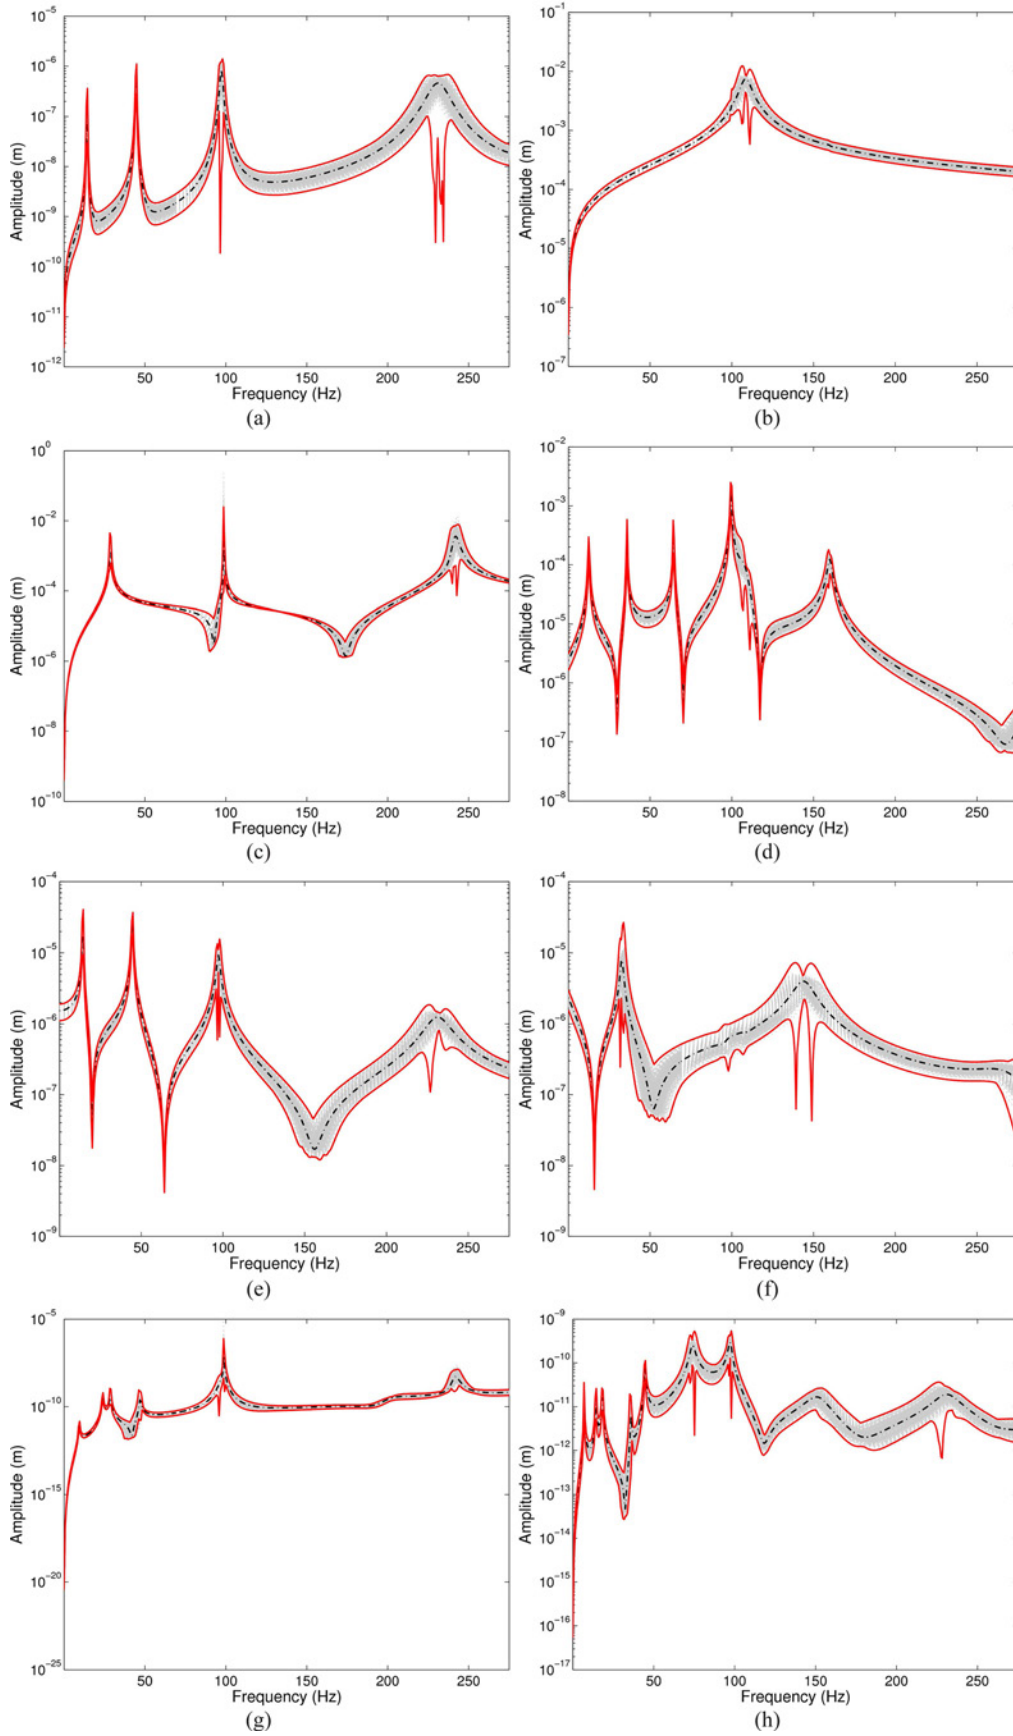 10⁻⁵
10⁻⁶
10⁻⁷
10⁻⁸
10⁻⁹
10⁻¹⁰
10⁻¹¹
10⁻¹²
Amplitude (m)
50 100 150 200 250
Frequency (Hz)
(a)
10⁻¹
10⁻²
10⁻³
10⁻⁴
10⁻⁵
10⁻⁶
10⁻⁷
Amplitude (m)
50 100 150 200 250
Frequency (Hz)
(b)
10⁰
10⁻²
10⁻⁴
10⁻⁶
10⁻⁸
10⁻¹⁰
Amplitude (m)
50 100 150 200 250
Frequency (Hz)
(c)
10⁻²
10⁻³
10⁻⁴
10⁻⁵
10⁻⁶
10⁻⁷
10⁻⁸
Amplitude (m)
50 100 150 200 250
Frequency (Hz)
(d)
10⁻⁴
10⁻⁵
10⁻⁶
10⁻⁷
10⁻⁸
10⁻⁹
Amplitude (m)
50 100 150 200 250
Frequency (Hz)
(e)
10⁻⁴
10⁻⁵
10⁻⁶
10⁻⁷
10⁻⁸
10⁻⁹
Amplitude (m)
50 100 150 200 250
Frequency (Hz)
(f)
10⁻⁵
10⁻¹⁰
10⁻¹⁵
10⁻²⁰
10⁻²⁵
Amplitude (m)
50 100 150 200 250
Frequency (Hz)
(g)
10⁻⁹
10⁻¹⁰
10⁻¹¹
10⁻¹²
10⁻¹³
10⁻¹⁴
10⁻¹⁵
10⁻¹⁶
10⁻¹⁷
Amplitude (m)
50 100 150 200 250
Frequency (Hz)
(h)